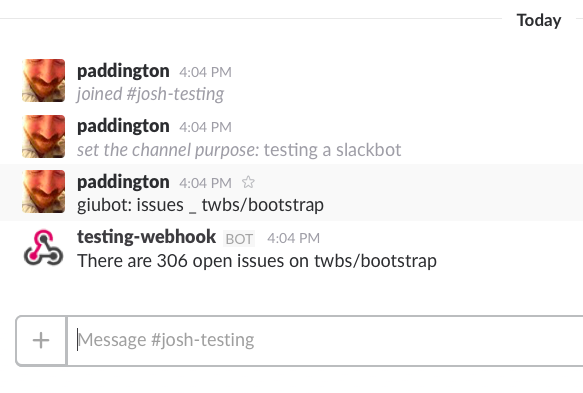 Today
paddington 4:04 PM
joined #josh-testing
paddington 4:04 PM
set the channel purpose: testing a slackbot
paddington 4:04 PM
giubot: issues _ twbs/bootstrap
testing-webhook BOT 4:04 PM
There are 306 open issues on twbs/bootstrap
Message #josh-testing